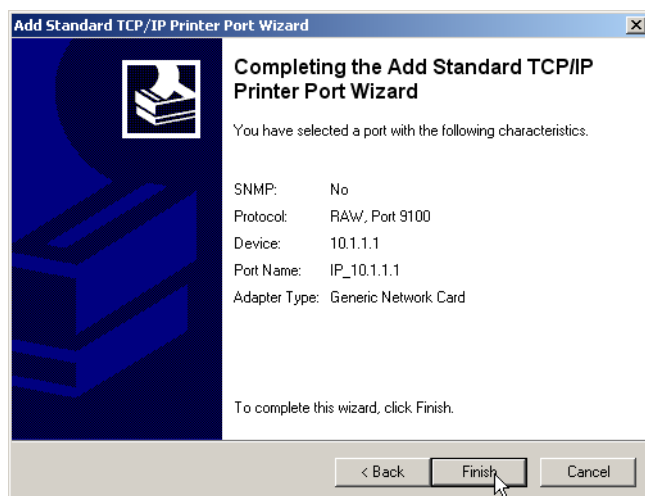 Add Standard TCP/IP Printer Port Wizard
Completing the Add Standard TCP/IP
Printer Port Wizard
You have selected a port with the following characteristics.
SNMP: No
Protocol: RAW, Port 9100
Device: 10.1.1.1
Port Name: IP_10.1.1.1
Adapter Type: Generic Network Card
To complete this wizard, click Finish.
< Back Finish Cancel